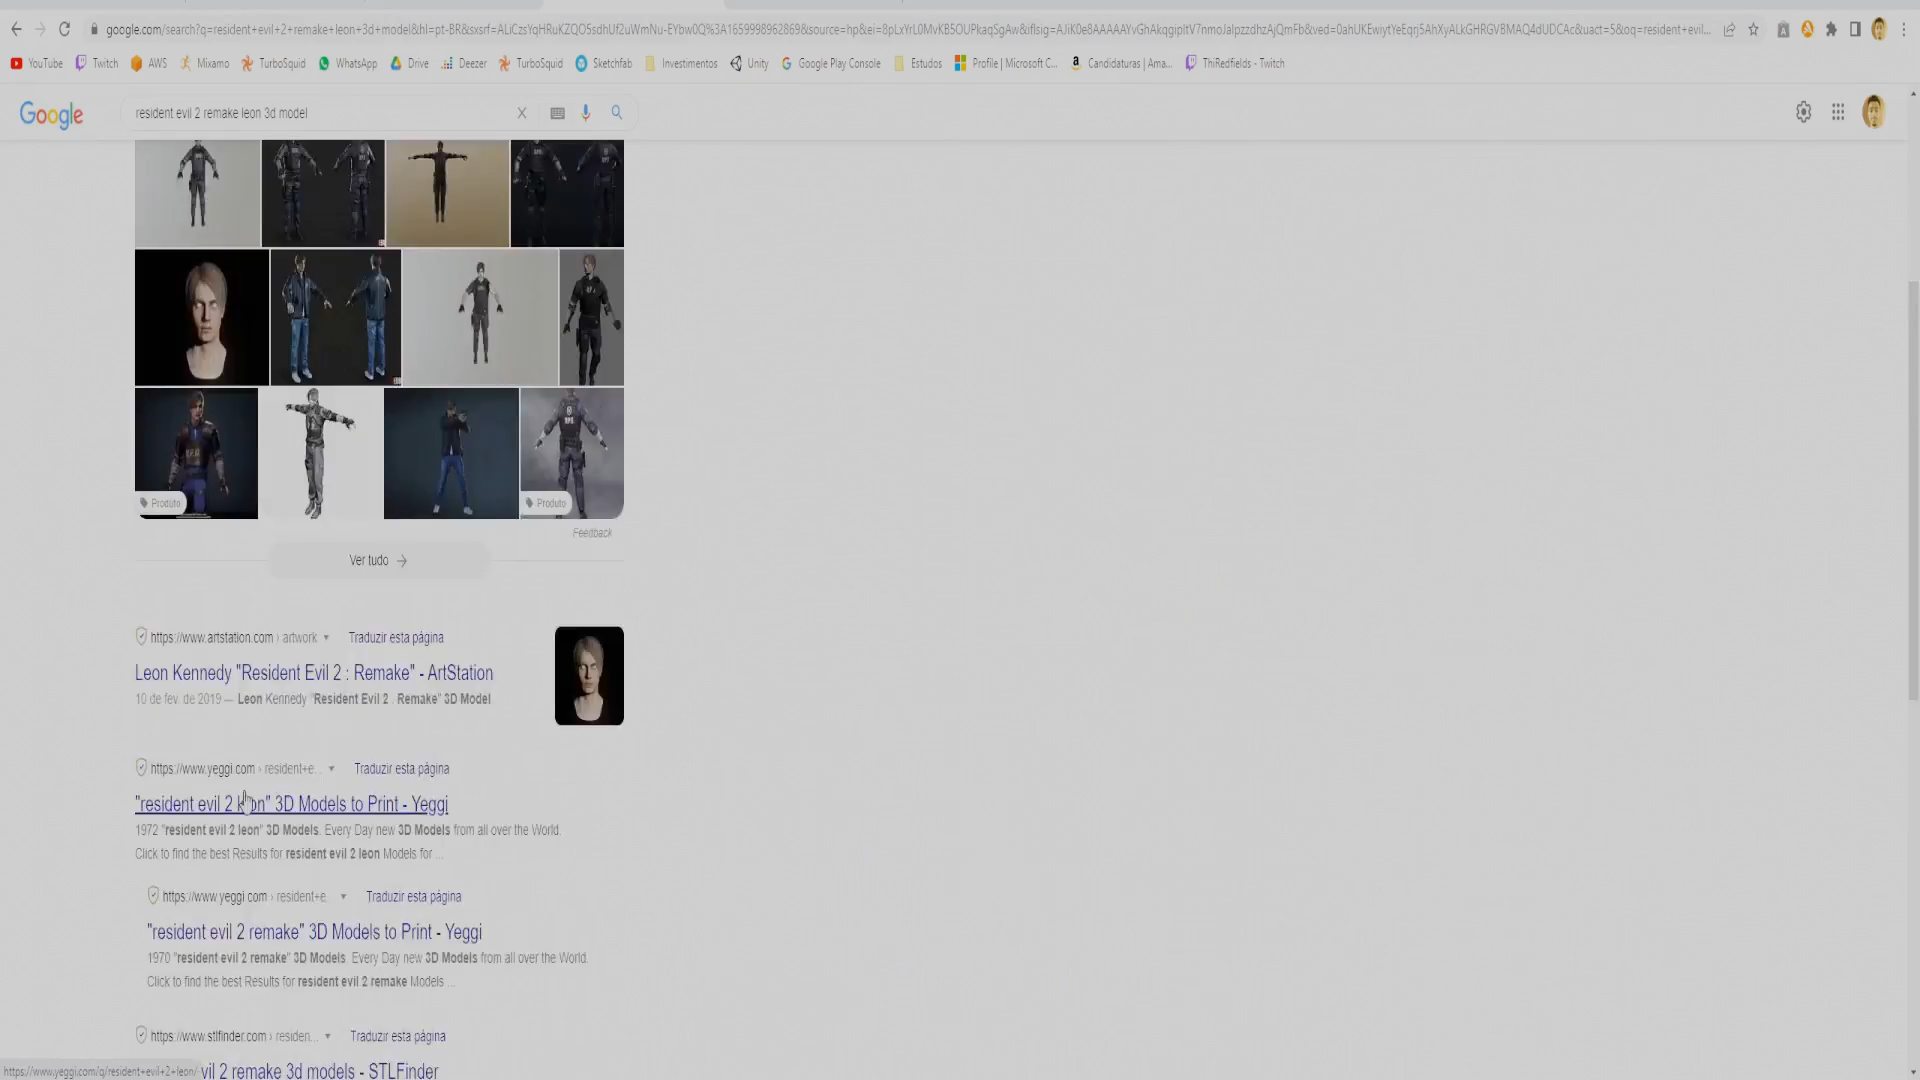 google.com/search?q=resident+evil+2+remake+leon+3d+model&hl=pt-BR
YouTube Twitch AWS Mixamo TurboSquid WhatsApp Drive Deezer TurboSquid Sketchfab Investimentos Unity Google Play Console Estudos Profile | Microsoft C... Candidaturas | Ama... ThiRedfields - Twitch
Google
resident evil 2 remake leon 3d model
Produto
Produto
Feedback
Ver tudo
https://www.artstation.com › artwork Traduzir esta página
Leon Kennedy "Resident Evil 2 : Remake" - ArtStation
10 de fev. de 2019 — Leon Kennedy "Resident Evil 2 : Remake" 3D Model
https://www.yeggi.com › resident+e... Traduzir esta página
"resident evil 2 leon" 3D Models to Print - Yeggi
1972 "resident evil 2 leon" 3D Models. Every Day new 3D Models from all over the World.
Click to find the best Results for resident evil 2 leon Models for ...
https://www.yeggi.com › resident+e... Traduzir esta página
"resident evil 2 remake" 3D Models to Print - Yeggi
1970 "resident evil 2 remake" 3D Models. Every Day new 3D Models from all over the World.
Click to find the best Results for resident evil 2 remake Models ...
https://www.stlfinder.com › residen... Traduzir esta página
vil 2 remake 3d models - STLFinder
https://www.yeggi.com/q/resident+evil+2+leon/